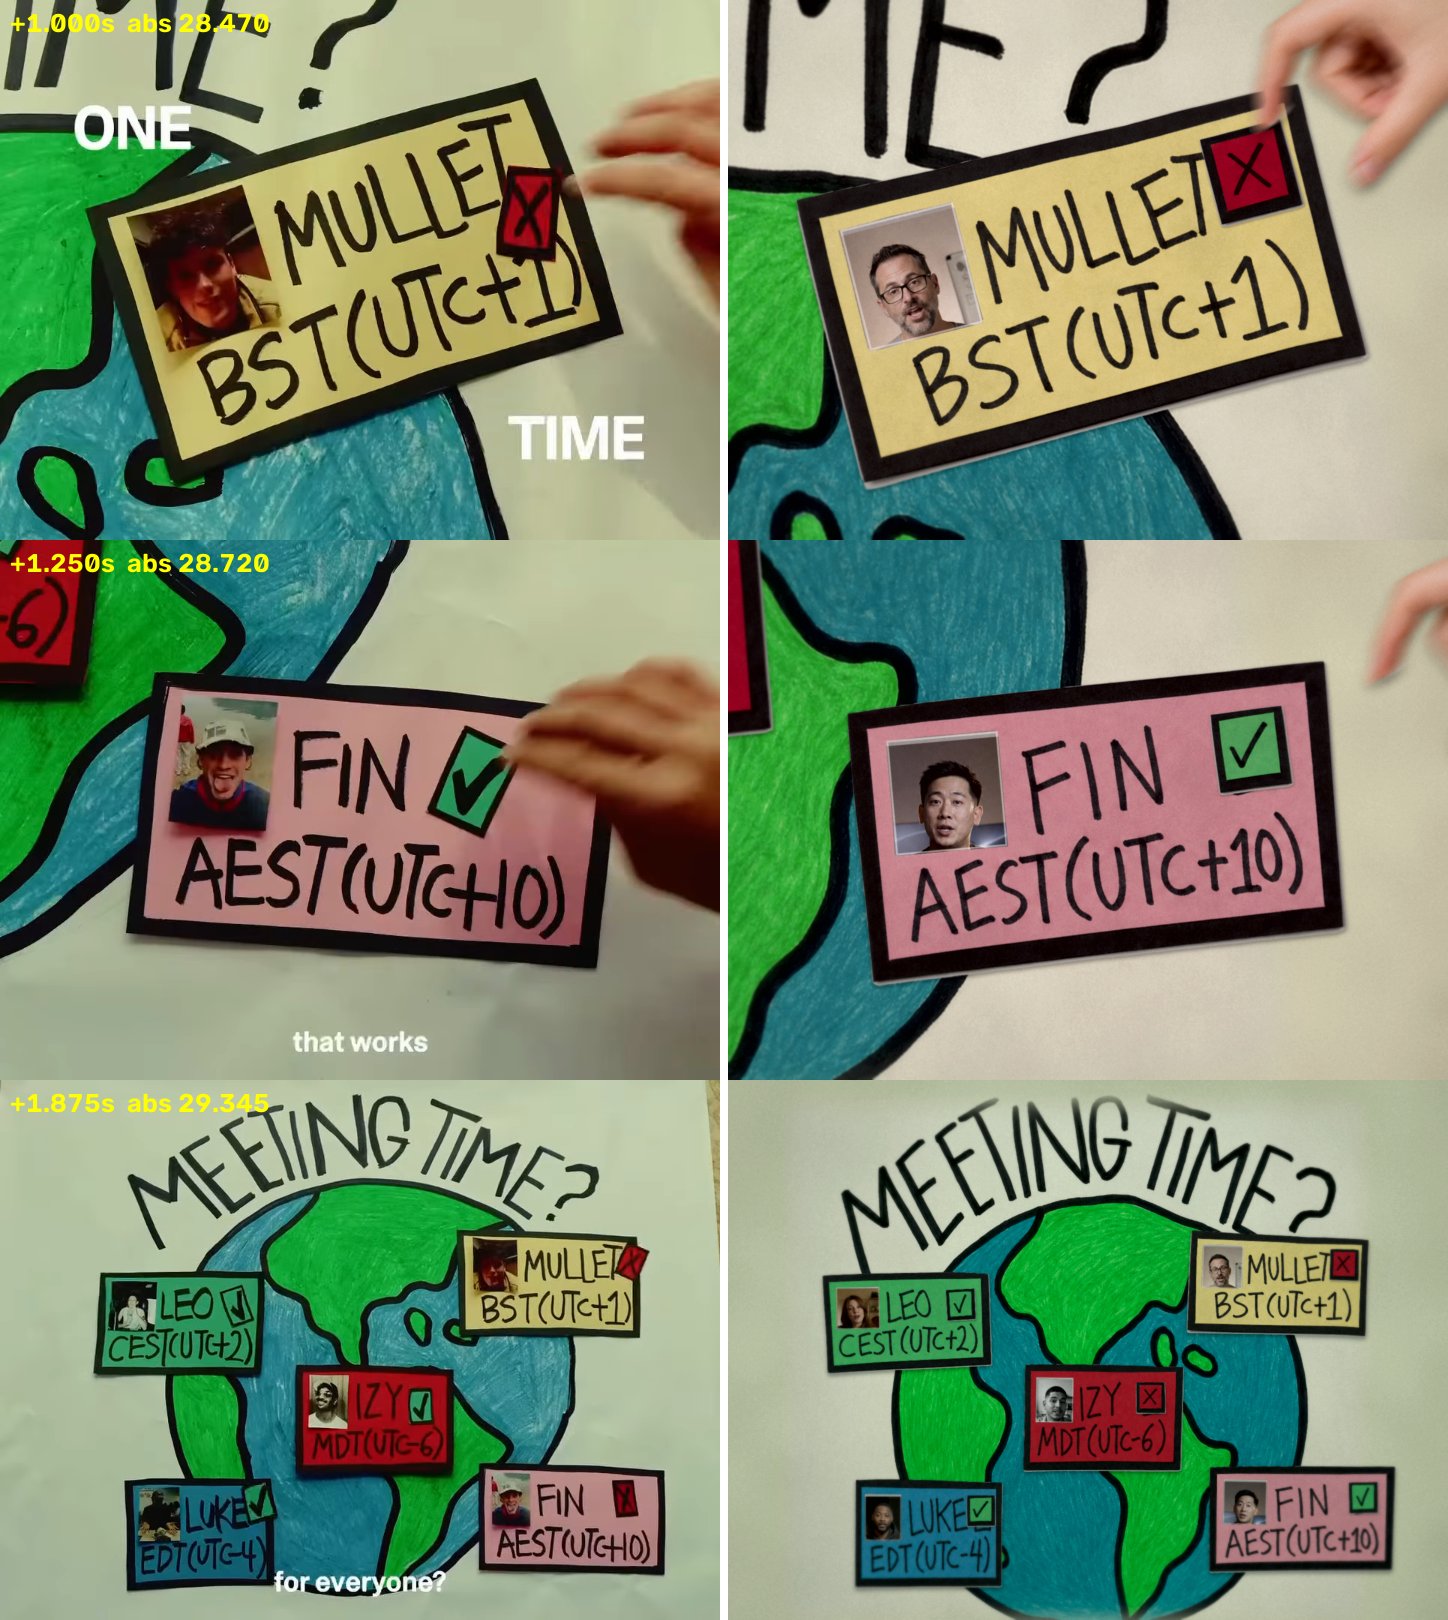 +1.000s abs 28.470
IME?
ONE
MULLET
X
BST(UTC+1)
TIME
ME?
MULLET
X
BST(UTC+1)
+1.250s abs 28.720
-6)
FIN
AEST(UTC+10)
that works
FIN
AEST(UTC+10)
+1.875s abs 29.345
MEETING TIME?
MULLET X
BST(UTC+1)
LEO
CEST(UTC+2)
IZY
MDT(UTC-6)
LUKE
EDT(UTC-4)
FIN X
AEST(UTC+10)
for everyone?
MEETING TIME?
MULLET X
BST(UTC+1)
LEO
CEST(UTC+2)
IZY X
MDT(UTC-6)
LUKE
EDT(UTC-4)
FIN
AEST(UTC+10)